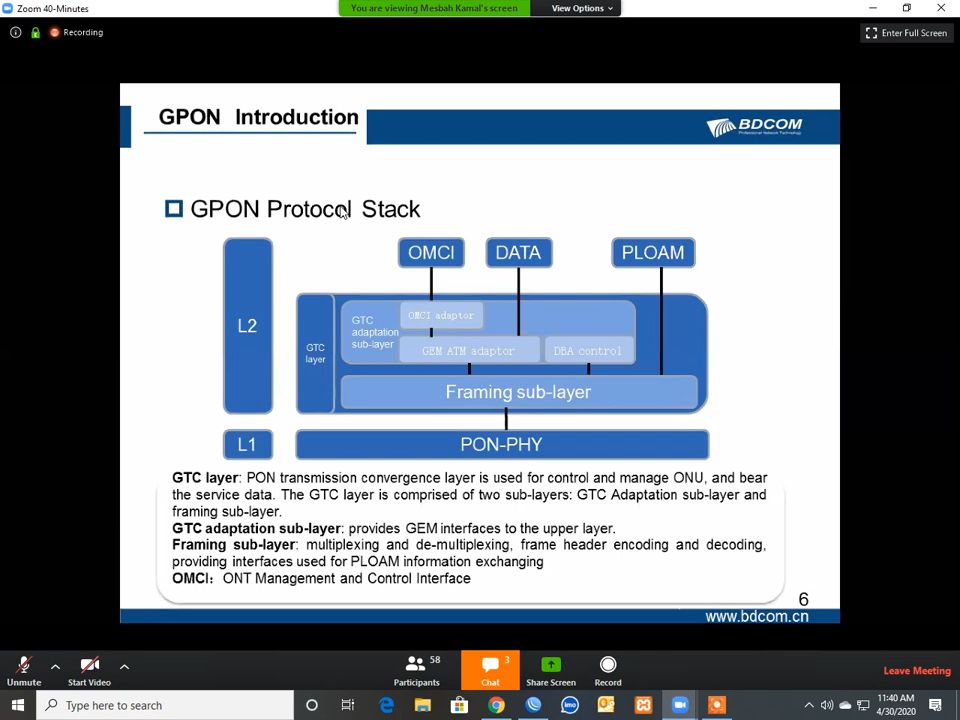 Zoom 40-Minutes
You are viewing Mesbah Kamal's screen
View Options
Recording
Enter Full Screen
GPON Introduction
BDCOM
Professional Network Technology
GPON Protocol Stack
OMCI
DATA
PLOAM
L2
GTC layer
GTC adaptation sub-layer
OMCI adaptor
GEM ATM adaptor
DBA control
Framing sub-layer
L1
PON-PHY
GTC layer: PON transmission convergence layer is used for control and manage ONU, and bear
the service data. The GTC layer is comprised of two sub-layers: GTC Adaptation sub-layer and
framing sub-layer.
GTC adaptation sub-layer: provides GEM interfaces to the upper layer.
Framing sub-layer: multiplexing and de-multiplexing, frame header encoding and decoding,
providing interfaces used for PLOAM information exchanging
OMCI: ONT Management and Control Interface
6
www.bdcom.cn
Unmute
Start Video
58
Participants
3
Chat
Share Screen
Record
Leave Meeting
Type here to search
imo
11:40 AM
4/30/2020